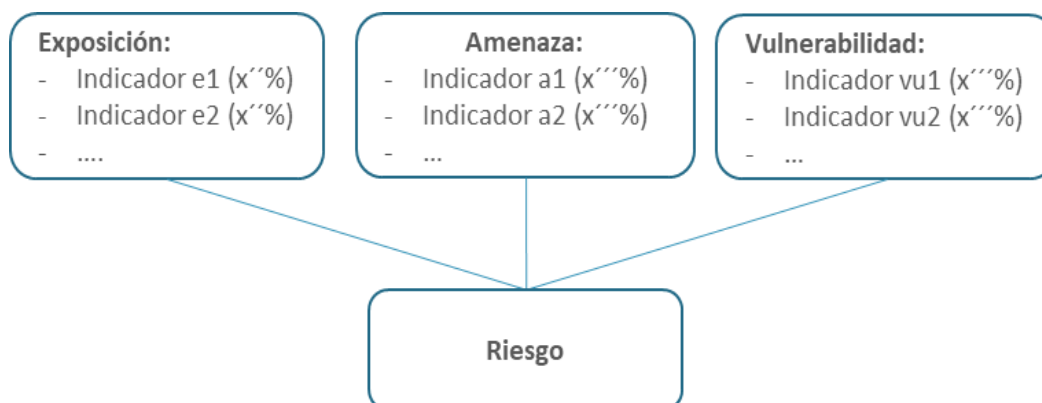 Exposición:
- Indicador e1 (x´´%)
- Indicador e2 (x´´%)
- ....
Amenaza:
- Indicador a1 (x´´´%)
- Indicador a2 (x´´´%)
- ...
Vulnerabilidad:
- Indicador vu1 (x´´´%)
- Indicador vu2 (x´´´%)
- ...
Riesgo